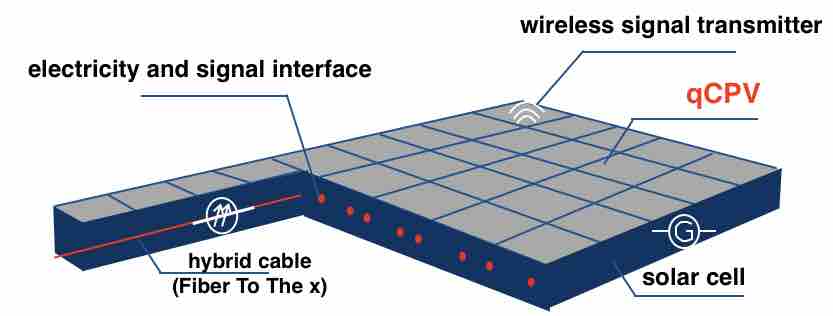 wireless signal transmitter
electricity and signal interface
qCPV
G
hybrid cable
(Fiber To The x)
solar cell